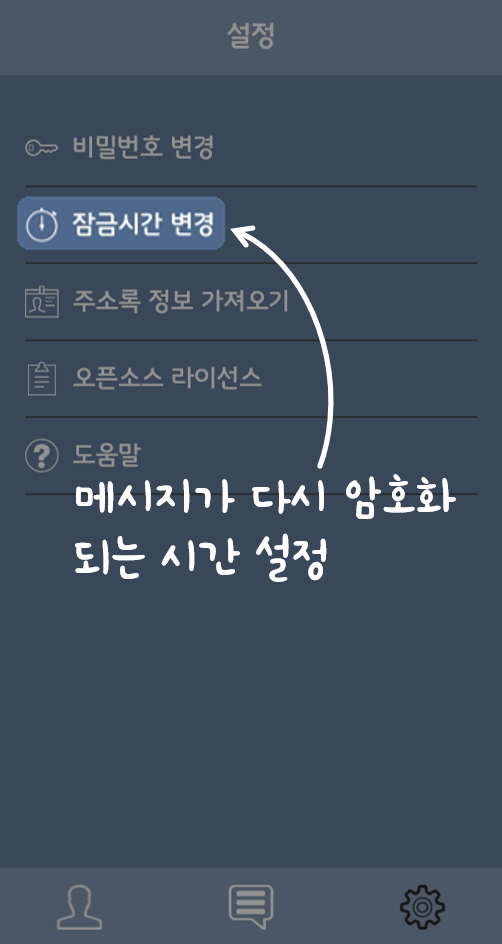 설정
비밀번호 변경
잠금시간 변경
주소록 정보 가져오기
오픈소스 라이선스
도움말
메시지가 다시 암호화
되는 시간 설정